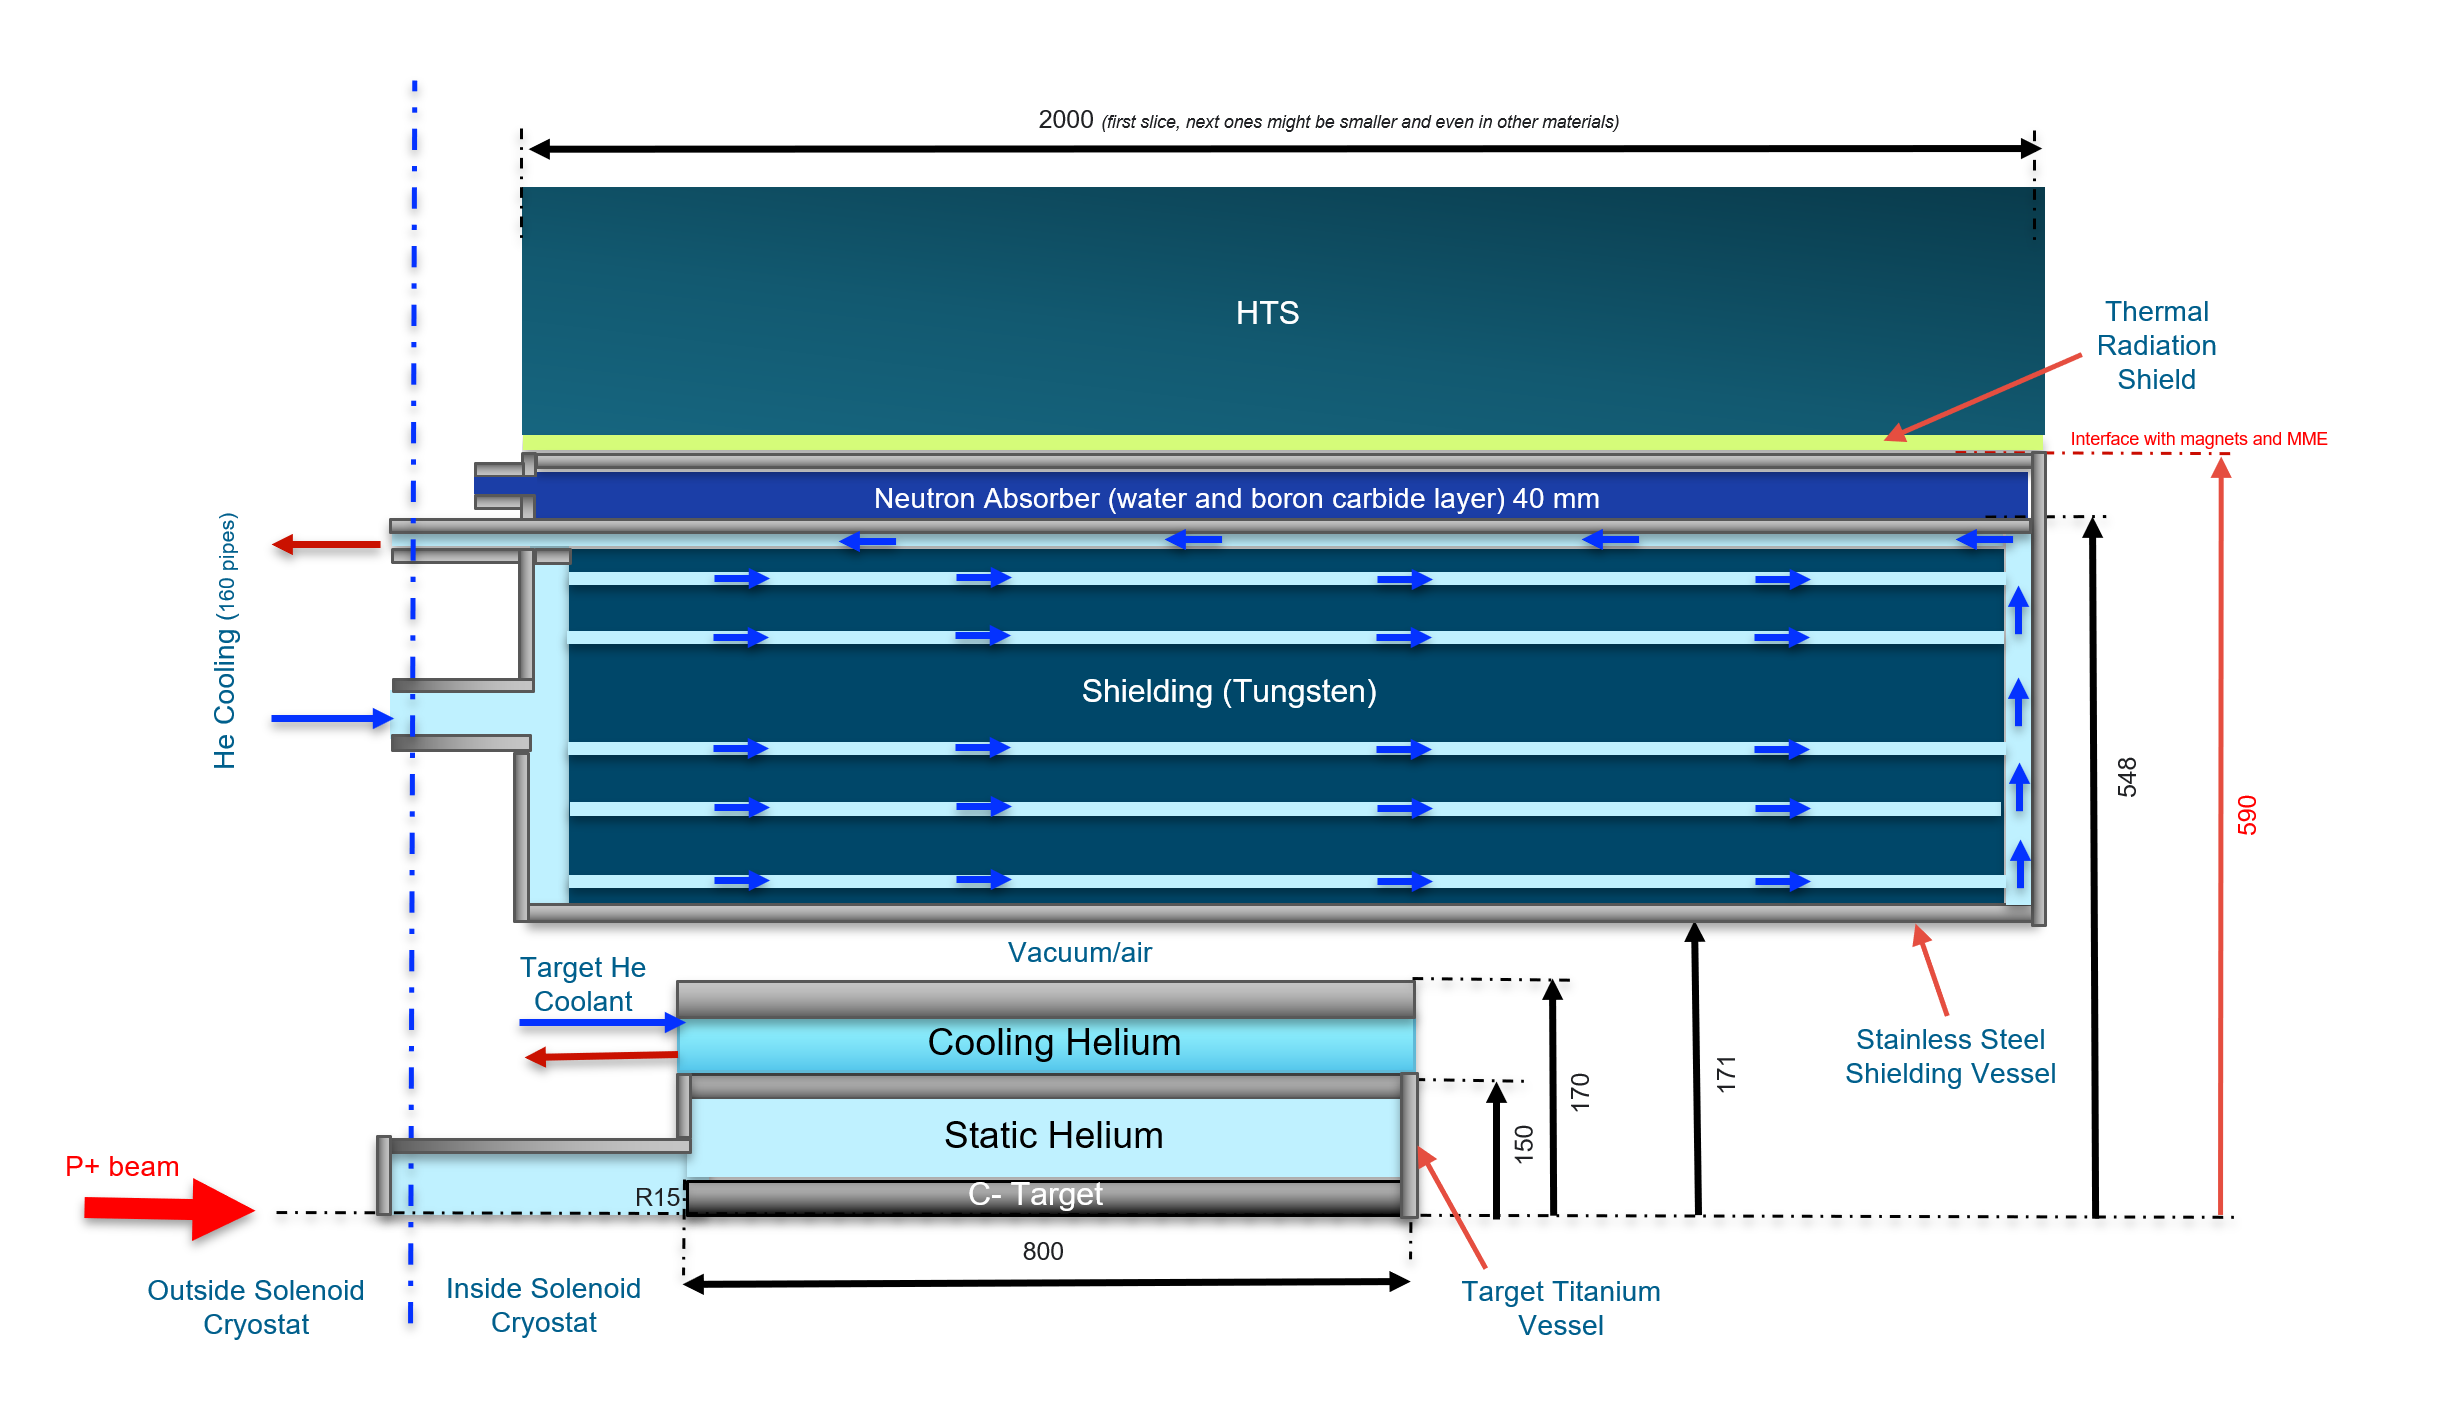 2000 (first slice, next ones might be smaller and even in other materials)
HTS
Thermal
Radiation
Shield
Interface with magnets and MME
Neutron Absorber (water and boron carbide layer) 40 mm
He Cooling (160 pipes)
Shielding (Tungsten)
548
590
Vacuum/air
Target He
Coolant
Cooling Helium
Stainless Steel
Shielding Vessel
171
170
150
Static Helium
P+ beam
R15
C- Target
800
Outside Solenoid
Cryostat
Inside Solenoid
Cryostat
Target Titanium
Vessel